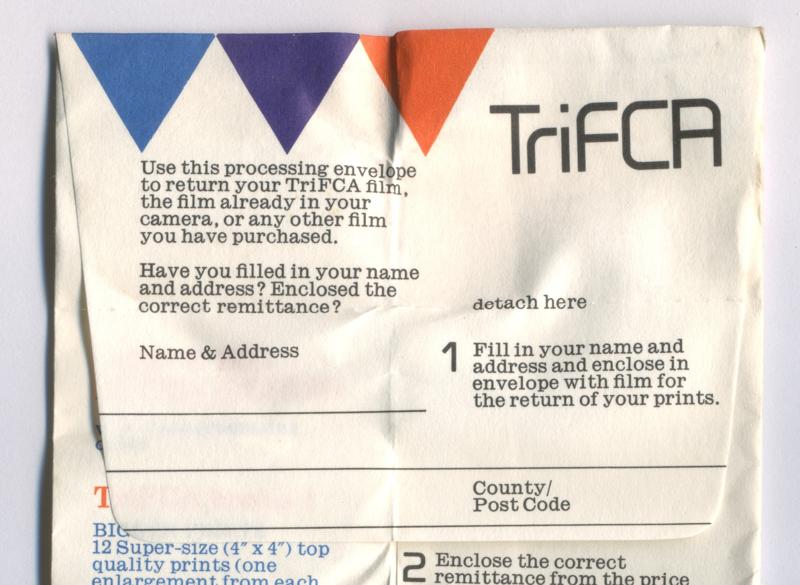 TriFCA
Use this processing envelope
to return your TriFCA film,
the film already in your
camera, or any other film
you have purchased.
Have you filled in your name
and address? Enclosed the
correct remittance?
detach here
Name & Address
1 Fill in your name and
address and enclose in
envelope with film for
the return of your prints.
County/
Post Code
BIG
12 Super-size (4″ x 4″) top
quality prints (one
enlargement from each
2 Enclose the correct
remittance from the price